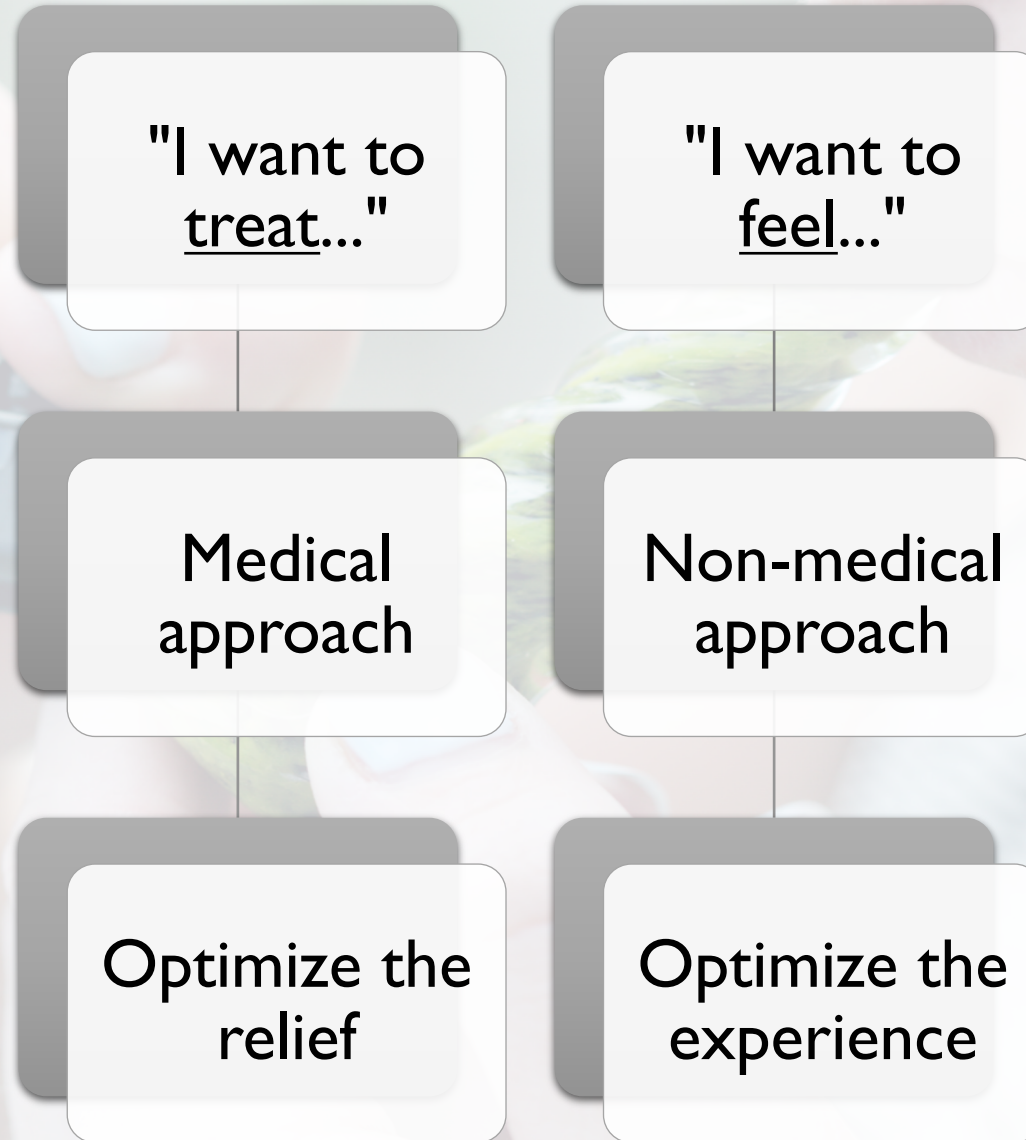 "I want to
treat..."
Medical
approach
Optimize the
relief
"I want to
feel..."
Non-medical
approach
Optimize the
experience